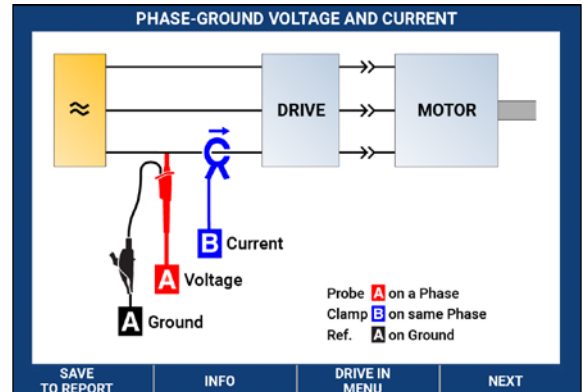 PHASE-GROUND VOLTAGE AND CURRENT
≈
DRIVE
MOTOR
B Current
A Voltage
A Ground
Probe A on a Phase
Clamp B on same Phase
Ref. A on Ground
SAVE
TO REPORT
INFO
DRIVE IN
MENU
NEXT